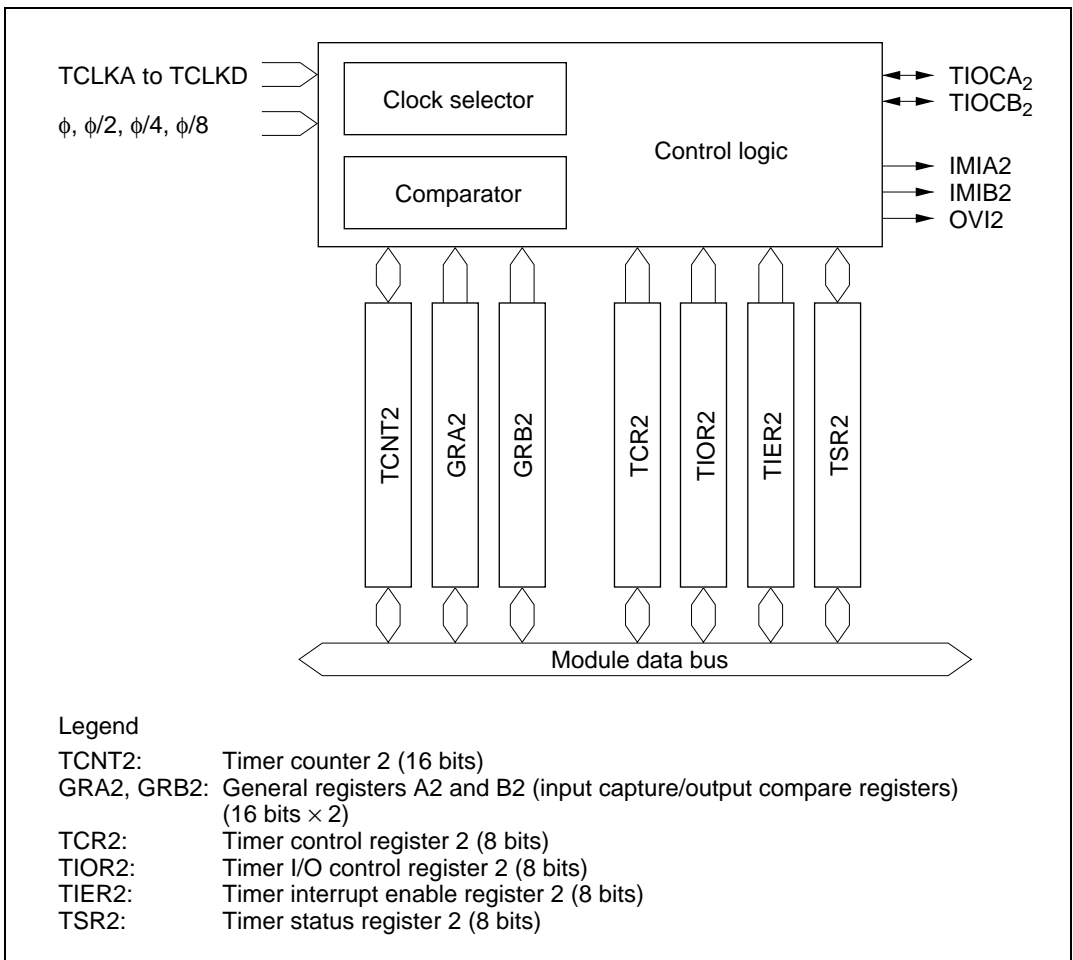 TCLKA to TCLKD
ϕ, ϕ/2, ϕ/4, ϕ/8
Clock selector
Comparator
Control logic
TIOCA2
TIOCB2
IMIA2
IMIB2
OVI2
TCNT2
GRA2
GRB2
TCR2
TIOR2
TIER2
TSR2
Module data bus
Legend
TCNT2: Timer counter 2 (16 bits)
GRA2, GRB2: General registers A2 and B2 (input capture/output compare registers)
(16 bits × 2)
TCR2: Timer control register 2 (8 bits)
TIOR2: Timer I/O control register 2 (8 bits)
TIER2: Timer interrupt enable register 2 (8 bits)
TSR2: Timer status register 2 (8 bits)